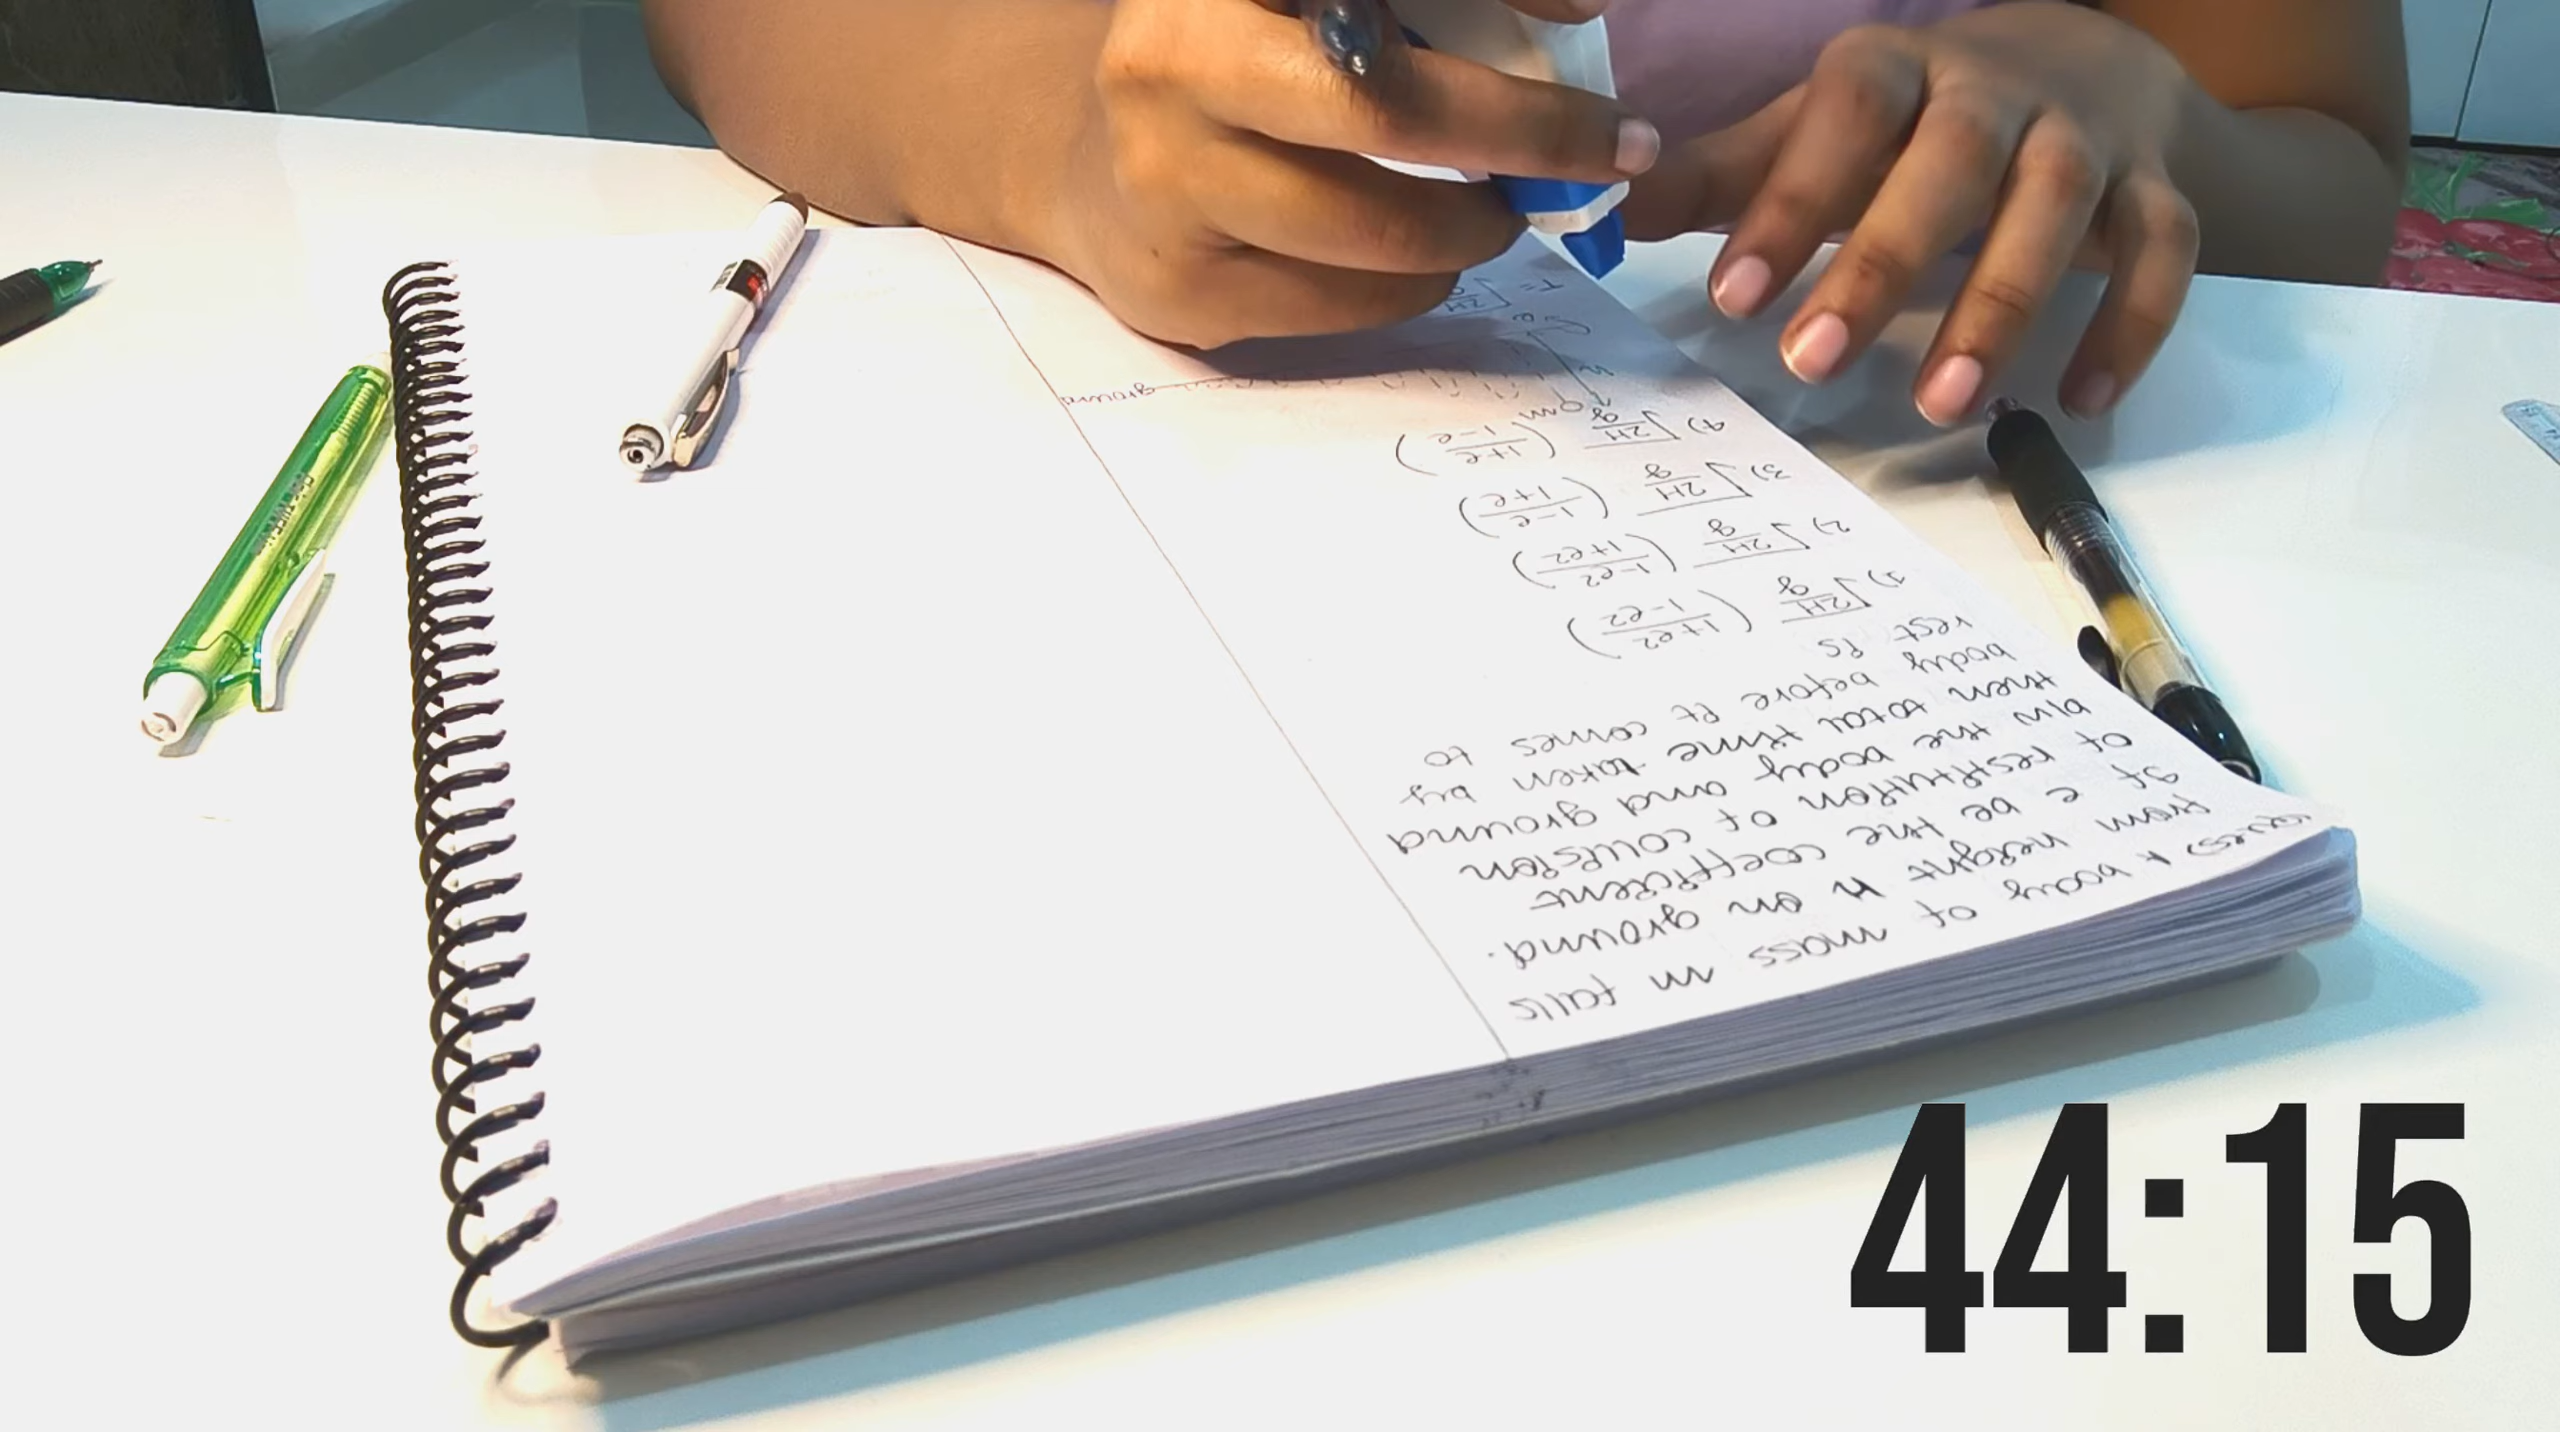 A body of mass m falls
from height H on ground.
If e be the coefficient
of restitution of collision
b/w the body and ground
then total time taken by
body before it comes to
rest is
1) √2H/g (1+e2/1-e2)
2) √2H/g (1-e2/1+e2)
3) √2H/g (1-e/1+e)
4) √2H/g (1+e/1-e)
m
H
ground
e
T= √2H/g
44:15